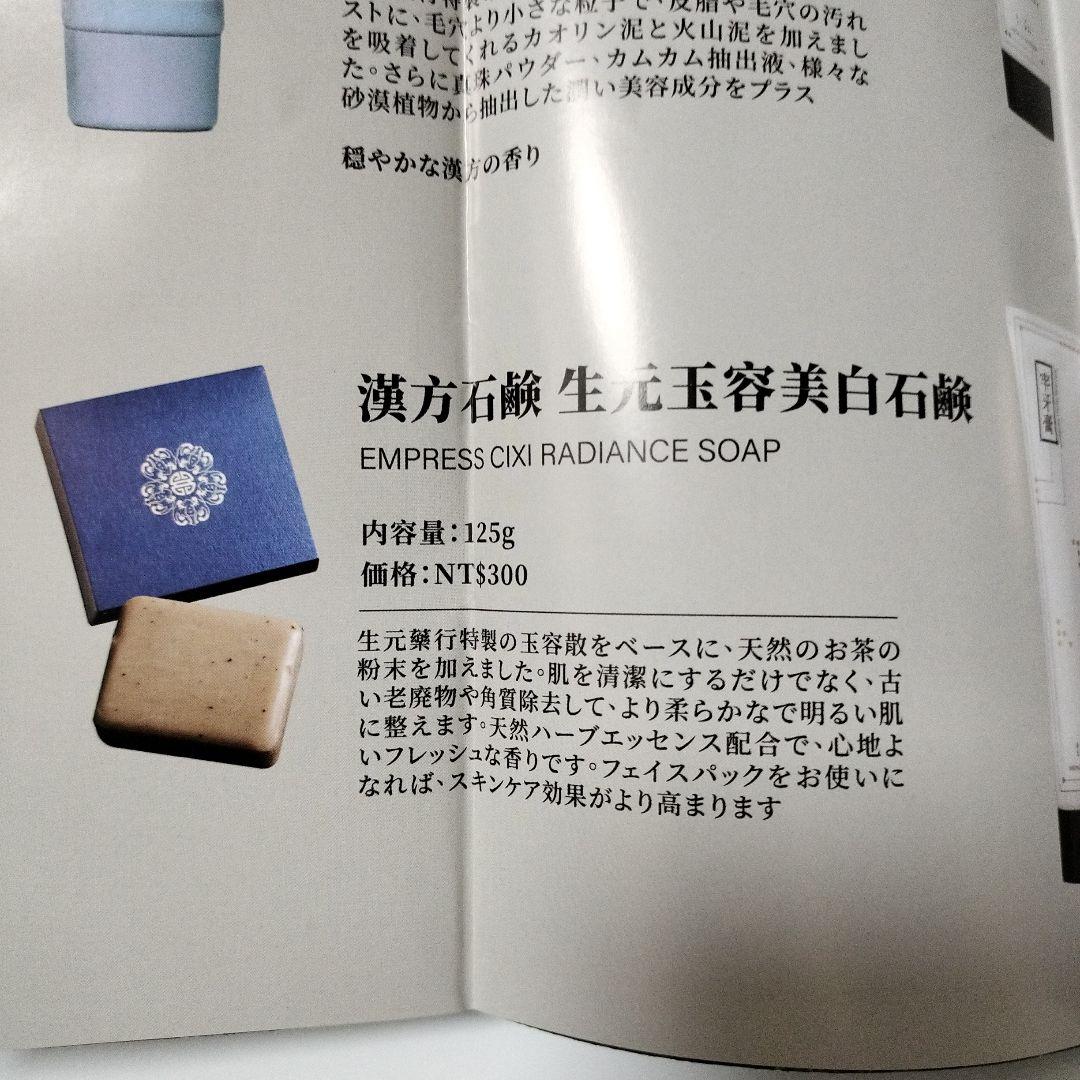 ストに、毛穴より小さな粒子で、皮脂や毛穴の汚れ
を吸着してくれるカオリン泥と火山泥を加えまし
た。さらに真珠パウダー、カムカム抽出液、様々な
砂漠植物から抽出した潤い美容成分をプラス
穏やかな漢方の香り
漢方石鹸 生元玉容美白石鹸
EMPRESS CIXI RADIANCE SOAP
内容量：125g
価格：NT$300
生元藥行特製の玉容散をベースに、天然のお茶の
粉末を加えました。肌を清潔にするだけでなく、古
い老廃物や角質除去して、より柔らかなで明るい肌
に整えます。天然ハーブエッセンス配合で、心地よ
いフレッシュな香りです。フェイスパックをお使いに
なれば、スキンケア効果がより高まります
牙膏